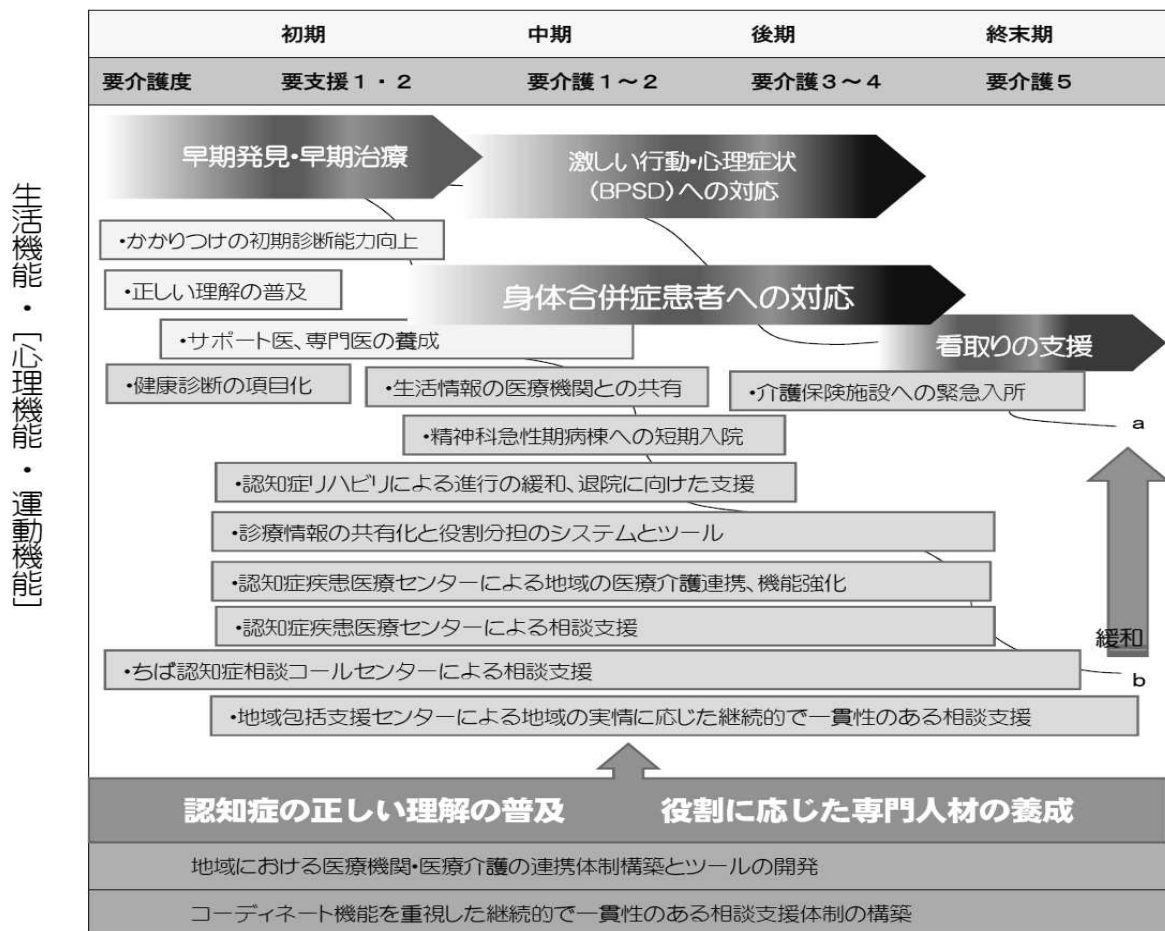 初期 中期 後期 終末期
要介護度 要支援1・2 要介護1~2 要介護3~4 要介護5
生活機能・[心理機能・運動機能]
早期発見・早期治療
激しい行動・心理症状
(BPSD)への対応
・かかりつけの初期診断能力向上
・正しい理解の普及
身体合併症患者への対応
・サポート医、専門医の養成
看取りの支援
・健康診断の項目化
・生活情報の医療機関との共有
・介護保険施設への緊急入所
a
・精神科急性期病棟への短期入院
・認知症リハビリによる進行の緩和、退院に向けた支援
・診療情報の共有化と役割分担のシステムとツール
・認知症疾患医療センターによる地域の医療介護連携、機能強化
・認知症疾患医療センターによる相談支援
緩和
・ちば認知症相談コールセンターによる相談支援
b
・地域包括支援センターによる地域の実情に応じた継続的で一貫性のある相談支援
認知症の正しい理解の普及 役割に応じた専門人材の養成
地域における医療機関・医療介護の連携体制構築とツールの開発
コーディネート機能を重視した継続的で一貫性のある相談支援体制の構築